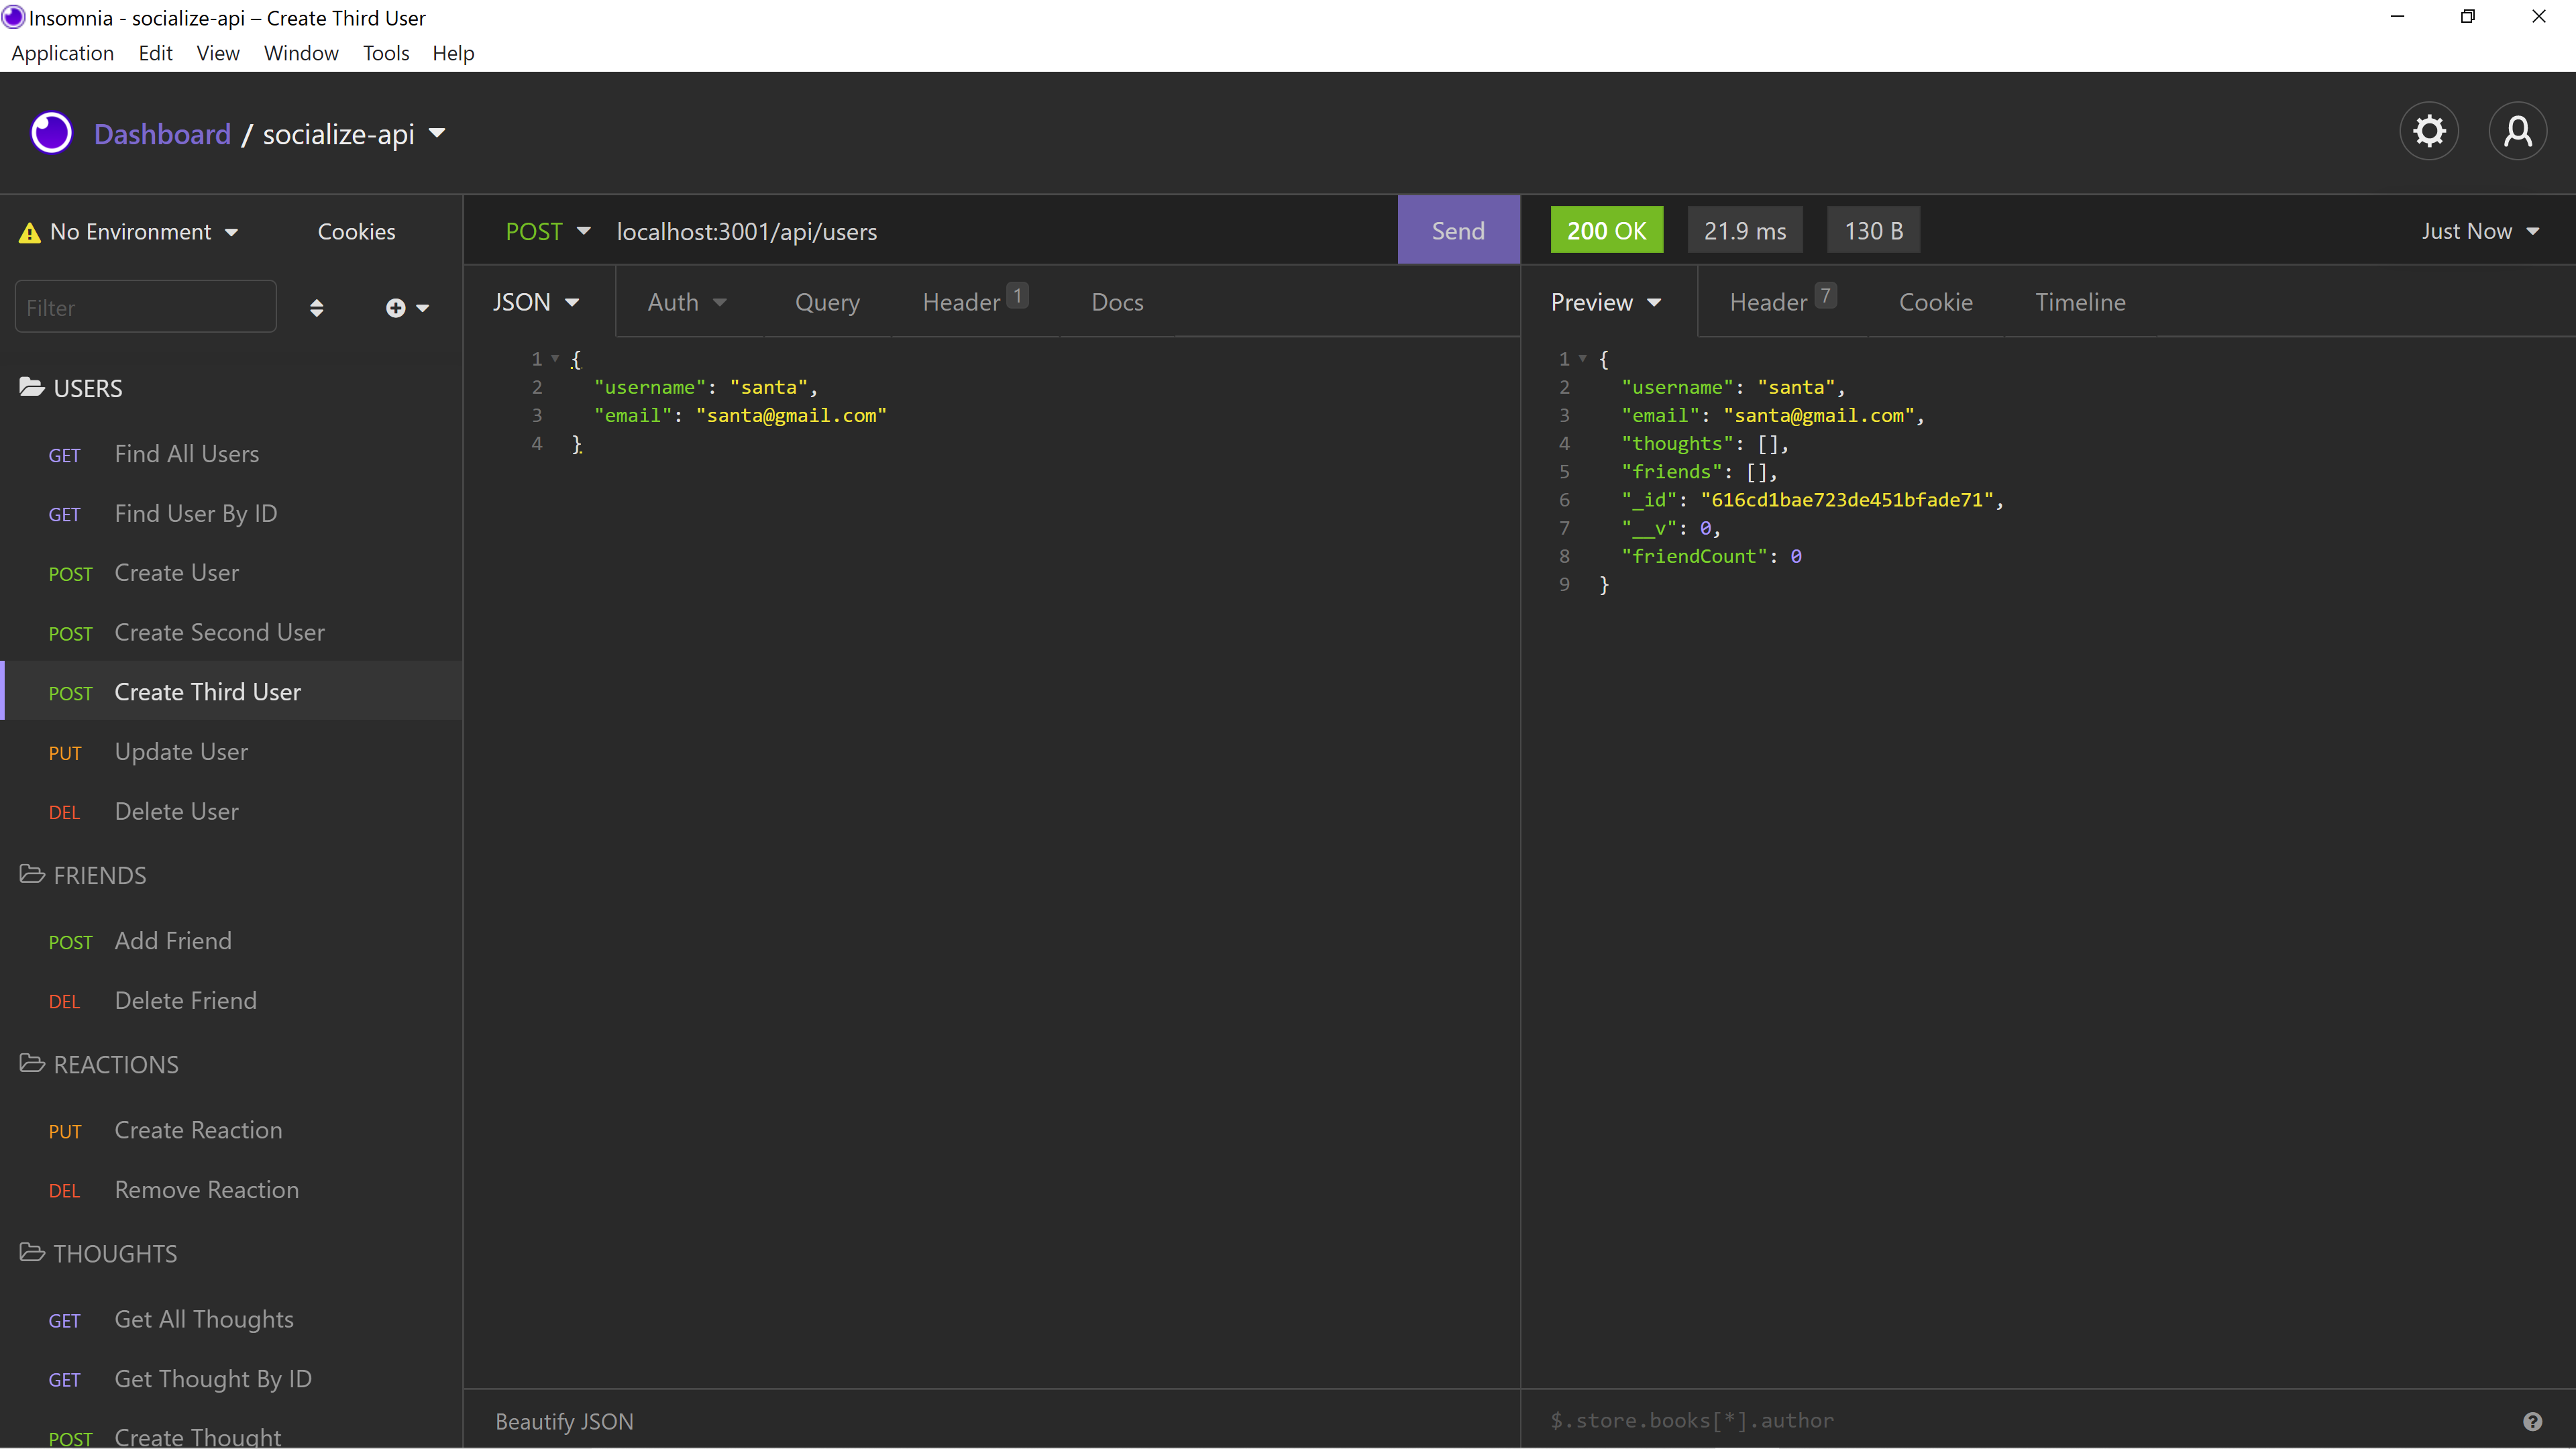 Insomnia - socialize-api – Create Third User
Application Edit View Window Tools Help
Dashboard / socialize-api
No Environment Cookies
Filter
USERS
GET Find All Users
GET Find User By ID
POST Create User
POST Create Second User
POST Create Third User
PUT Update User
DEL Delete User
FRIENDS
POST Add Friend
DEL Delete Friend
REACTIONS
PUT Create Reaction
DEL Remove Reaction
THOUGHTS
GET Get All Thoughts
GET Get Thought By ID
POST Create Thought
POST localhost:3001/api/users Send
JSON Auth Query Header 1 Docs
1 {
2 "username": "santa",
3 "email": "santa@gmail.com"
4 }
Beautify JSON
200 OK 21.9 ms 130 B Just Now
Preview Header 7 Cookie Timeline
1 {
2 "username": "santa",
3 "email": "santa@gmail.com",
4 "thoughts": [],
5 "friends": [],
6 "_id": "616cd1bae723de451bfade71",
7 "__v": 0,
8 "friendCount": 0
9 }
$.store.books[*].author